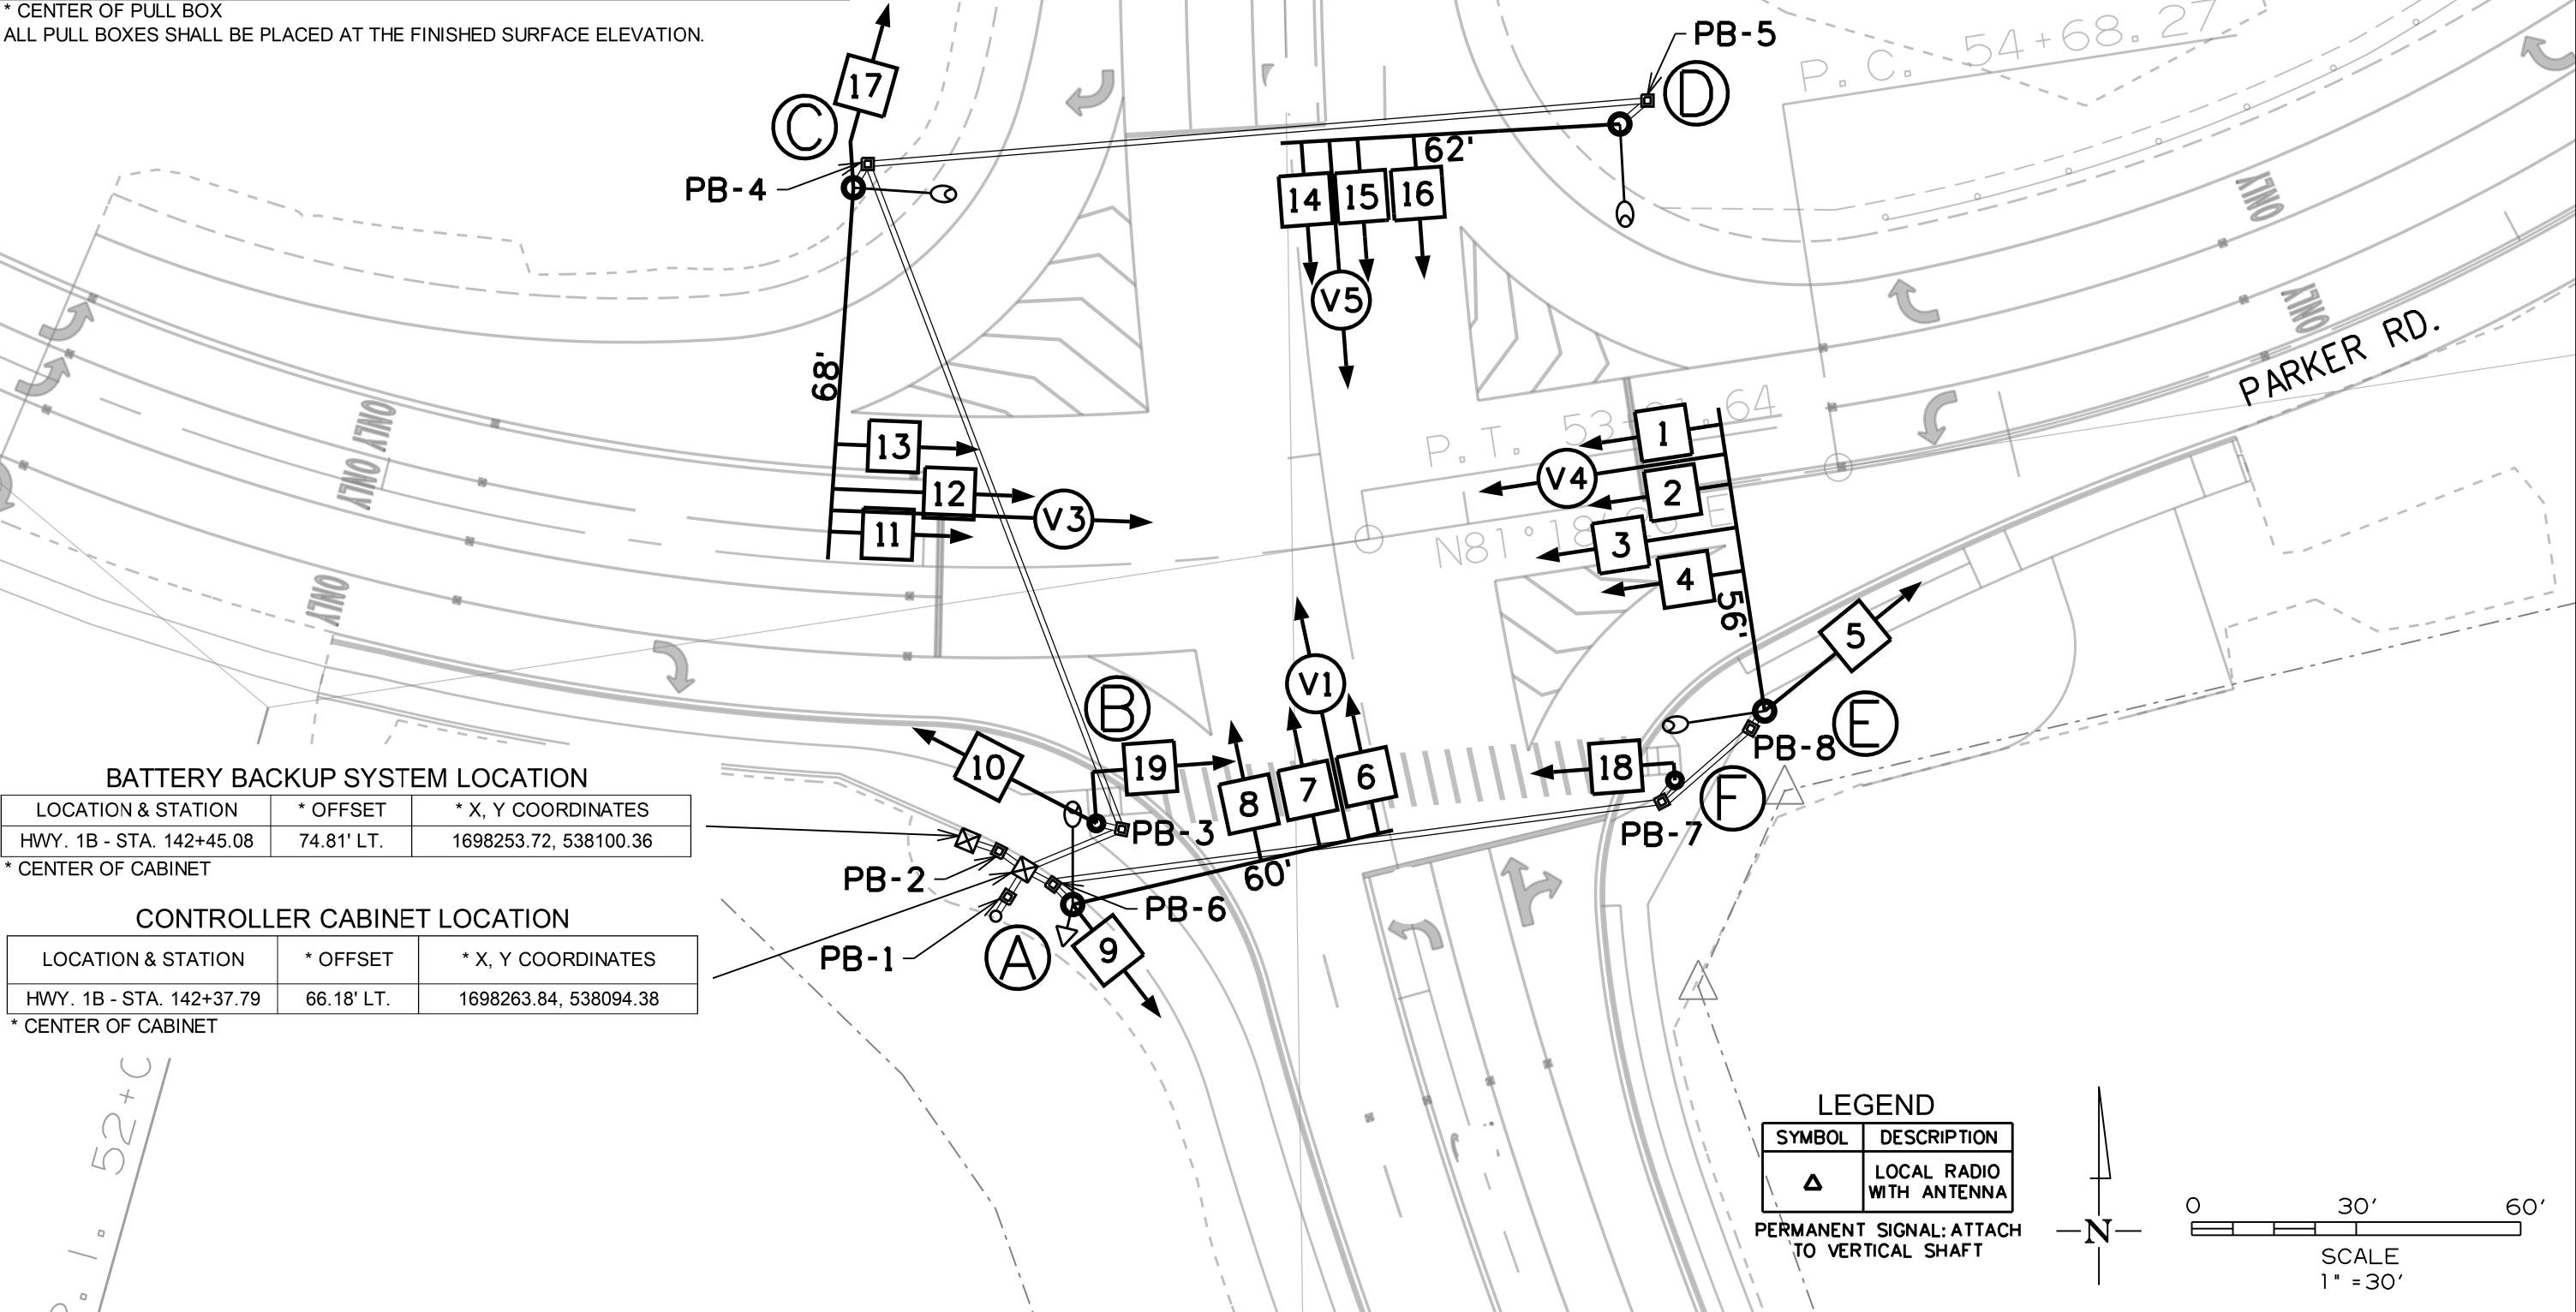 * CENTER OF PULL BOX
ALL PULL BOXES SHALL BE PLACED AT THE FINISHED SURFACE ELEVATION.
17
C
PB-4
PB-5
D
P.C. 54+68.27
62'
14
15
16
V5
ONLY
ONLY
PARKER RD.
68'
13
12
11
V3
ONLY
ONLY
ONLY
P.T. 53+
.64
1
V4
2
3
4
N81°18'
E
56'
5
E
PB-8
V1
B
10
19
8
7
6
18
F
PB-7
PB-3
60'
PB-2
PB-6
PB-1
A
9
BATTERY BACKUP SYSTEM LOCATION
LOCATION & STATION * OFFSET * X, Y COORDINATES
HWY. 1B - STA. 142+45.08 74.81' LT. 1698253.72, 538100.36
* CENTER OF CABINET
CONTROLLER CABINET LOCATION
LOCATION & STATION * OFFSET * X, Y COORDINATES
HWY. 1B - STA. 142+37.79 66.18' LT. 1698263.84, 538094.38
* CENTER OF CABINET
.I. 52+
LEGEND
SYMBOL DESCRIPTION
LOCAL RADIO
WITH ANTENNA
PERMANENT SIGNAL: ATTACH
TO VERTICAL SHAFT
N
0 30' 60'
SCALE
1" =30'